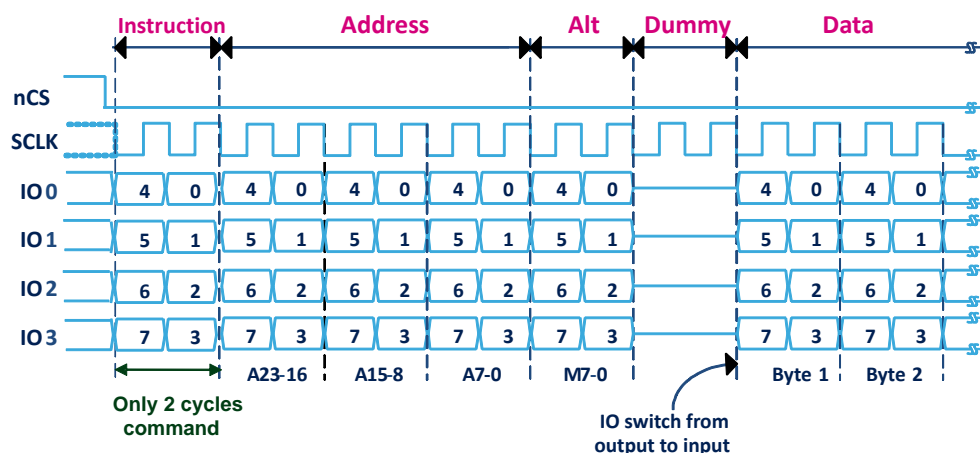 Instruction Address Alt Dummy Data
nCS
SCLK
IO 0 4 0 4 0 4 0 4 0 4 0 4 0 4 0
IO 1 5 1 5 1 5 1 5 1 5 1 5 1 5 1
IO 2 6 2 6 2 6 2 6 2 6 2 6 2 6 2
IO 3 7 3 7 3 7 3 7 3 7 3 7 3 7 3
A23-16 A15-8 A7-0 M7-0 Byte 1 Byte 2
Only 2 cycles
command
IO switch from
output to input